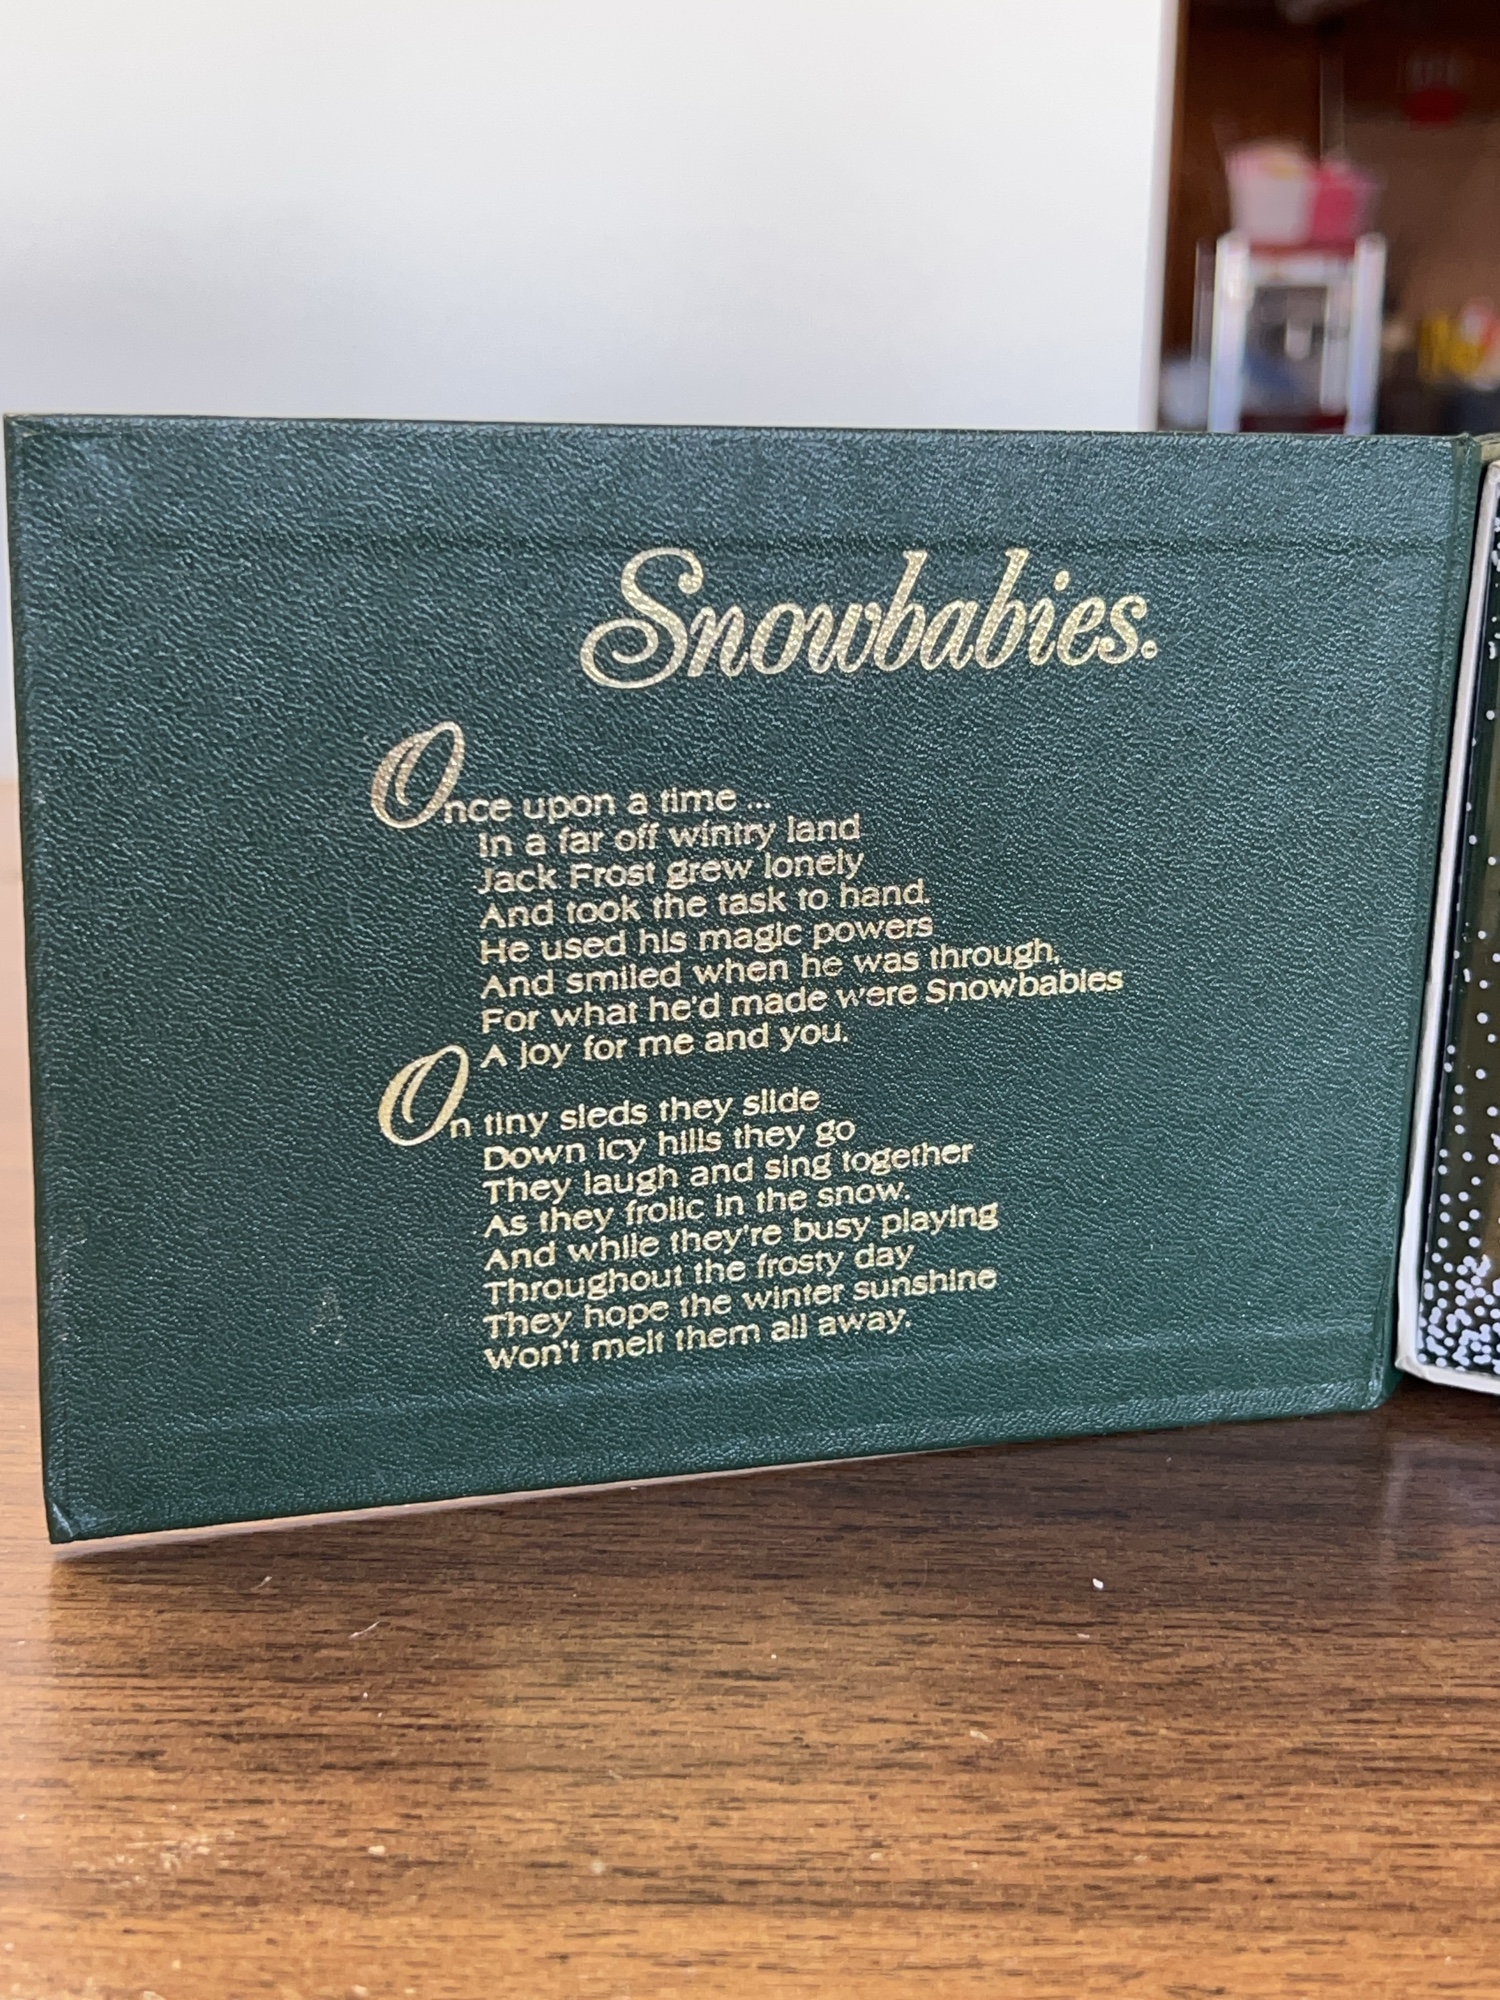 Snowbabies®
Once upon a time ...
In a far off wintry land
Jack Frost grew lonely
And took the task to hand.
He used his magic powers
And smiled when he was through,
For what he'd made were Snowbabies
A joy for me and you.
On tiny sleds they slide
Down icy hills they go
They laugh and sing together
As they frolic in the snow.
And while they're busy playing
Throughout the frosty day
They hope the winter sunshine
Won't melt them all away.